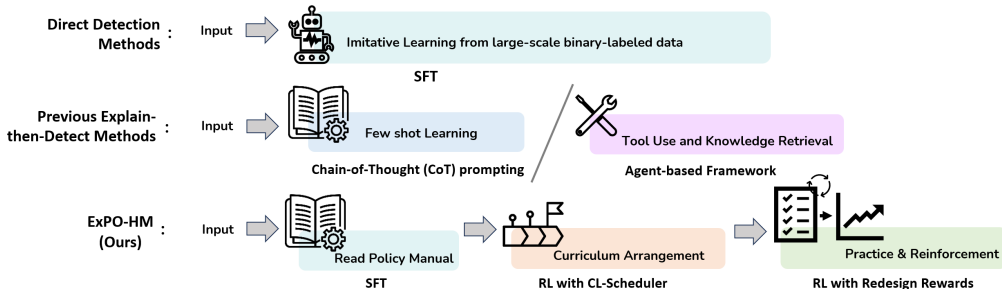 Direct Detection
Methods :
Input
Imitative Learning from large-scale binary-labeled data
SFT
Previous Explain-
then-Detect Methods :
Input
Few shot Learning
Chain-of-Thought (CoT) prompting
Tool Use and Knowledge Retrieval
Agent-based Framework
ExPO-HM
(Ours) :
Input
Read Policy Manual
SFT
Curriculum Arrangement
RL with CL-Scheduler
Practice & Reinforcement
RL with Redesign Rewards